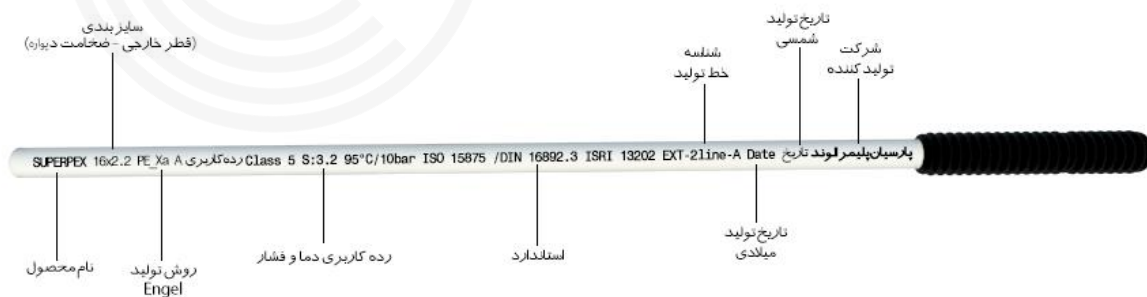 سایز بندی
(قطر خارجی - ضخامت دیواره)
تاریخ تولید
شمسی
شرکت
تولید کننده
شناسه
خط تولید
SUPERPEX 16x2.2 PE_Xa A رده کاربری Class 5 S:3.2 95°C/10bar ISO 15875 /DIN 16892.3 ISRI 13202 EXT-2line-A Date تاریخ پارسیان پلیمر الوند
نام محصول
روش تولید
Engel
رده کاربری دما و فشار
استاندارد
تاریخ تولید
میلادی